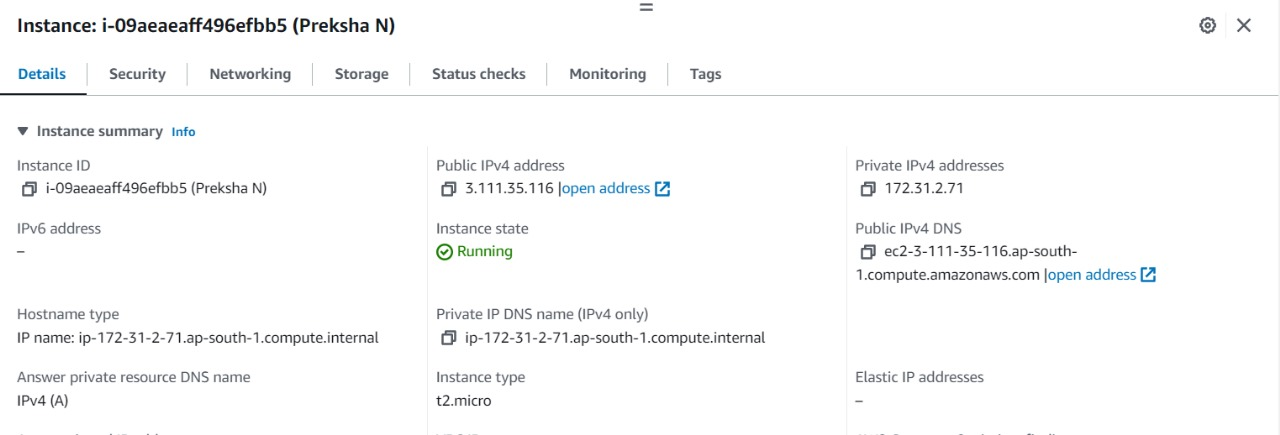 Instance: i-09aeaeaff496efbb5 (Preksha N)
Details Security Networking Storage Status checks Monitoring Tags
Instance summary Info
Instance ID
i-09aeaeaff496efbb5 (Preksha N)
Public IPv4 address
3.111.35.116 |open address
Private IPv4 addresses
172.31.2.71
IPv6 address
–
Instance state
Running
Public IPv4 DNS
ec2-3-111-35-116.ap-south-
1.compute.amazonaws.com |open address
Hostname type
IP name: ip-172-31-2-71.ap-south-1.compute.internal
Private IP DNS name (IPv4 only)
ip-172-31-2-71.ap-south-1.compute.internal
Answer private resource DNS name
IPv4 (A)
Instance type
t2.micro
Elastic IP addresses
–